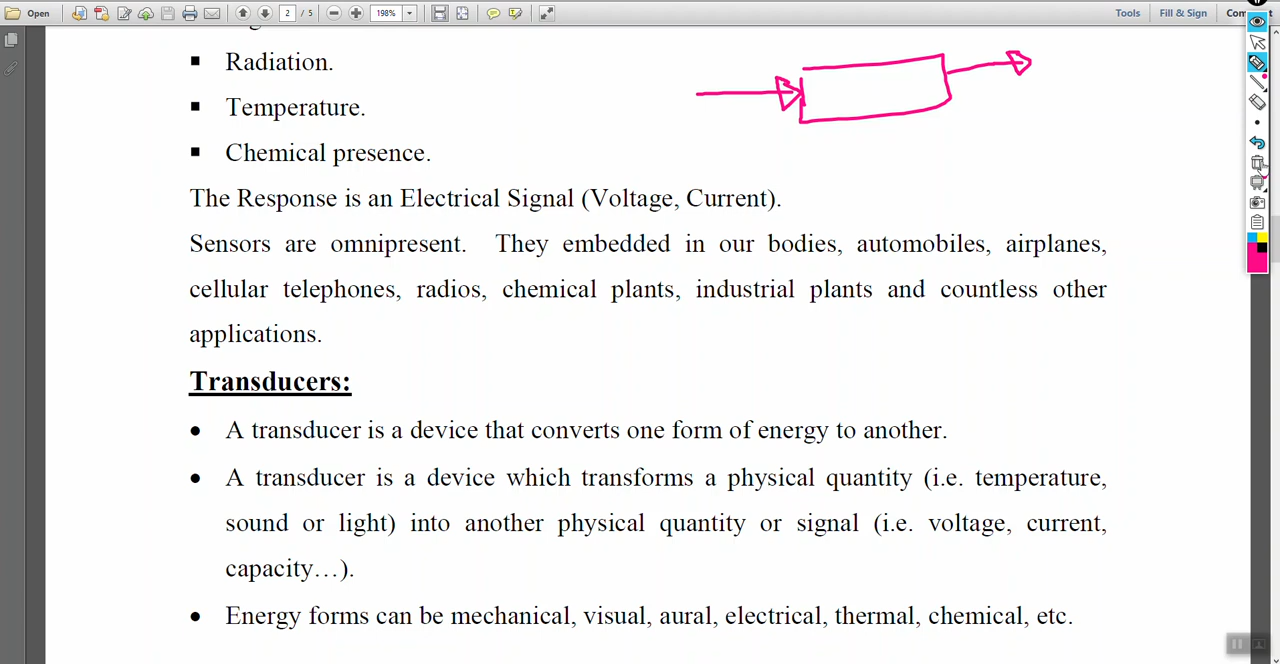 Open
2 / 5
198%
Tools
Fill & Sign
▪ Radiation.
▪ Temperature.
▪ Chemical presence.
The Response is an Electrical Signal (Voltage, Current).
Sensors are omnipresent. They embedded in our bodies, automobiles, airplanes,
cellular telephones, radios, chemical plants, industrial plants and countless other
applications.
Transducers:
• A transducer is a device that converts one form of energy to another.
• A transducer is a device which transforms a physical quantity (i.e. temperature,
sound or light) into another physical quantity or signal (i.e. voltage, current,
capacity…).
• Energy forms can be mechanical, visual, aural, electrical, thermal, chemical, etc.